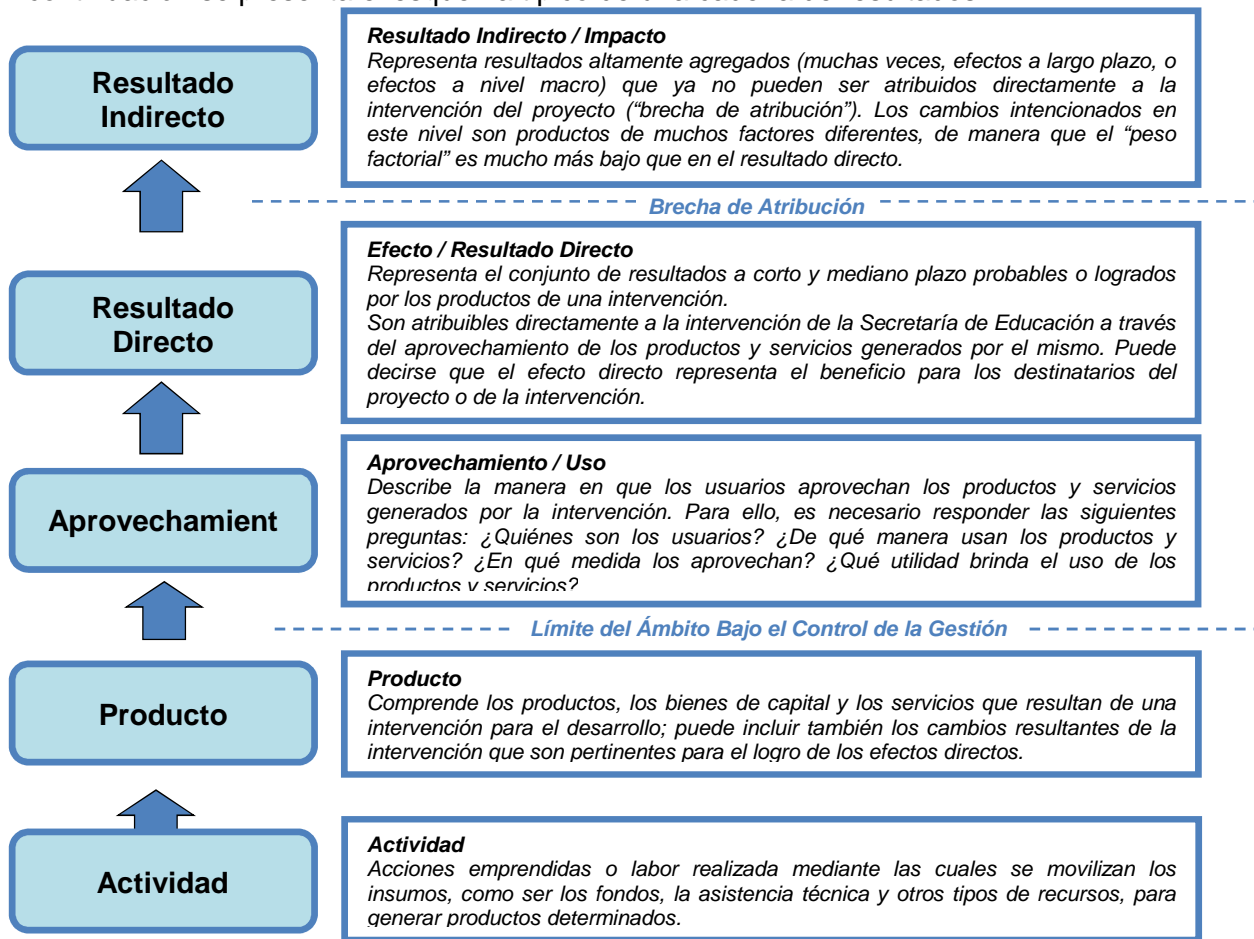 Resultado Indirecto / Impacto
Representa resultados altamente agregados (muchas veces, efectos a largo plazo, o
efectos a nivel macro) que ya no pueden ser atribuidos directamente a la
intervención del proyecto (“brecha de atribución”). Los cambios intencionados en
este nivel son productos de muchos factores diferentes, de manera que el “peso
factorial” es mucho más bajo que en el resultado directo.
Resultado
Indirecto
Brecha de Atribución
Efecto / Resultado Directo
Representa el conjunto de resultados a corto y mediano plazo probables o logrados
por los productos de una intervención.
Son atribuibles directamente a la intervención de la Secretaría de Educación a través
del aprovechamiento de los productos y servicios generados por el mismo. Puede
decirse que el efecto directo representa el beneficio para los destinatarios del
proyecto o de la intervención.
Resultado
Directo
Aprovechamiento / Uso
Describe la manera en que los usuarios aprovechan los productos y servicios
generados por la intervención. Para ello, es necesario responder las siguientes
preguntas: ¿Quiénes son los usuarios? ¿De qué manera usan los productos y
servicios? ¿En qué medida los aprovechan? ¿Qué utilidad brinda el uso de los
productos y servicios?
Aprovechamient
Límite del Ámbito Bajo el Control de la Gestión
Producto
Comprende los productos, los bienes de capital y los servicios que resultan de una
intervención para el desarrollo; puede incluir también los cambios resultantes de la
intervención que son pertinentes para el logro de los efectos directos.
Producto
Actividad
Acciones emprendidas o labor realizada mediante las cuales se movilizan los
insumos, como ser los fondos, la asistencia técnica y otros tipos de recursos, para
generar productos determinados.
Actividad